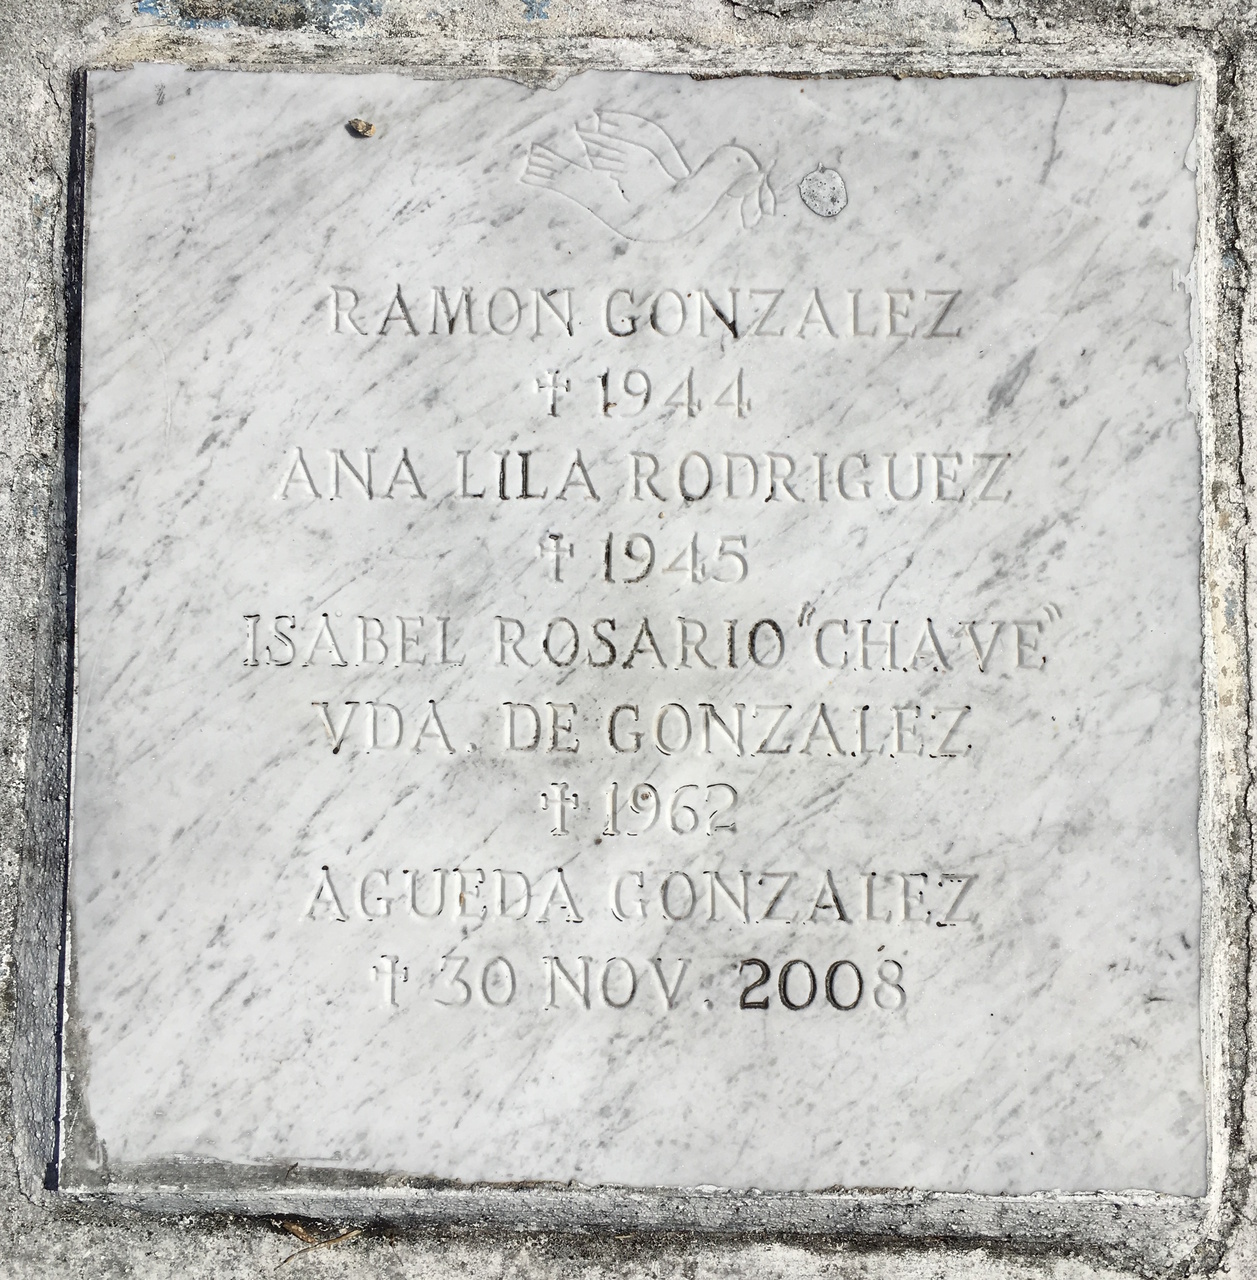 RAMON GONZALEZ
✝ 1944
ANA LILA RODRIGUEZ
✝ 1945
ISABEL ROSARIO "CHAVE"
VDA. DE GONZALEZ
✝ 1962
AGUEDA GONZALEZ
✝ 30 NOV. 2008